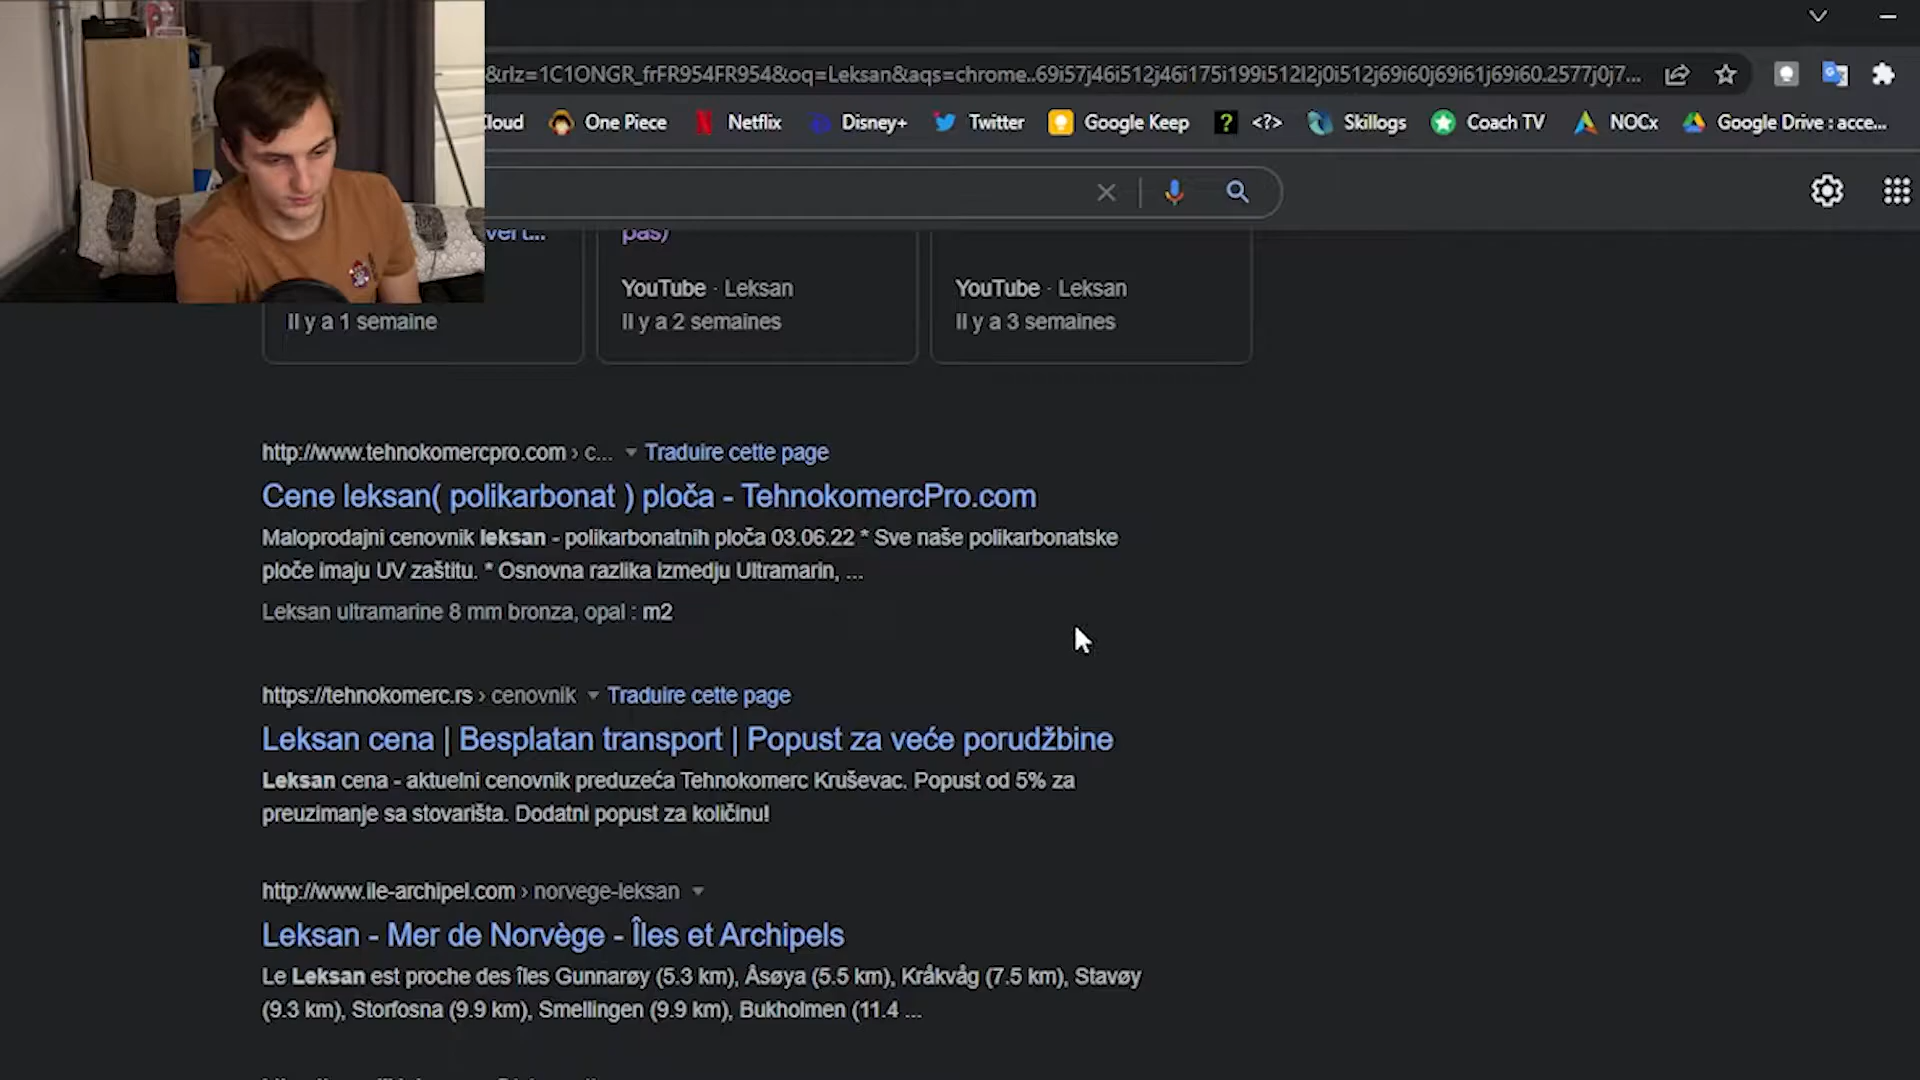 &rlz=1C1ONGR_frFR954FR954&oq=Leksan&aqs=chrome..69i57j46i512j46i175i199i512l2j0i512j69i60j69i61j69i60.2577j0j7...
One Piece Netflix Disney+ Twitter Google Keep <?> Skillogs Coach TV NOCx Google Drive : acce...
pas)
YouTube · Leksan YouTube · Leksan
Il y a 1 semaine Il y a 2 semaines Il y a 3 semaines
http://www.tehnokomercpro.com › c... Traduire cette page
Cene leksan( polikarbonat ) ploča - TehnokomercPro.com
Maloprodajni cenovnik leksan - polikarbonatnih ploča 03.06.22 * Sve naše polikarbonatske
ploče imaju UV zaštitu. * Osnovna razlika izmedju Ultramarin, ...
Leksan ultramarine 8 mm bronza, opal : m2
https://tehnokomerc.rs › cenovnik Traduire cette page
Leksan cena | Besplatan transport | Popust za veće porudžbine
Leksan cena - aktuelni cenovnik preduzeća Tehnokomerc Kruševac. Popust od 5% za
preuzimanje sa stovarišta. Dodatni popust za količinu!
http://www.ile-archipel.com › norvege-leksan
Leksan - Mer de Norvège - Îles et Archipels
Le Leksan est proche des îles Gunnarøy (5.3 km), Åsøya (5.5 km), Kråkvåg (7.5 km), Stavøy
(9.3 km), Storfosna (9.9 km), Smellingen (9.9 km), Bukholmen (11.4 ...